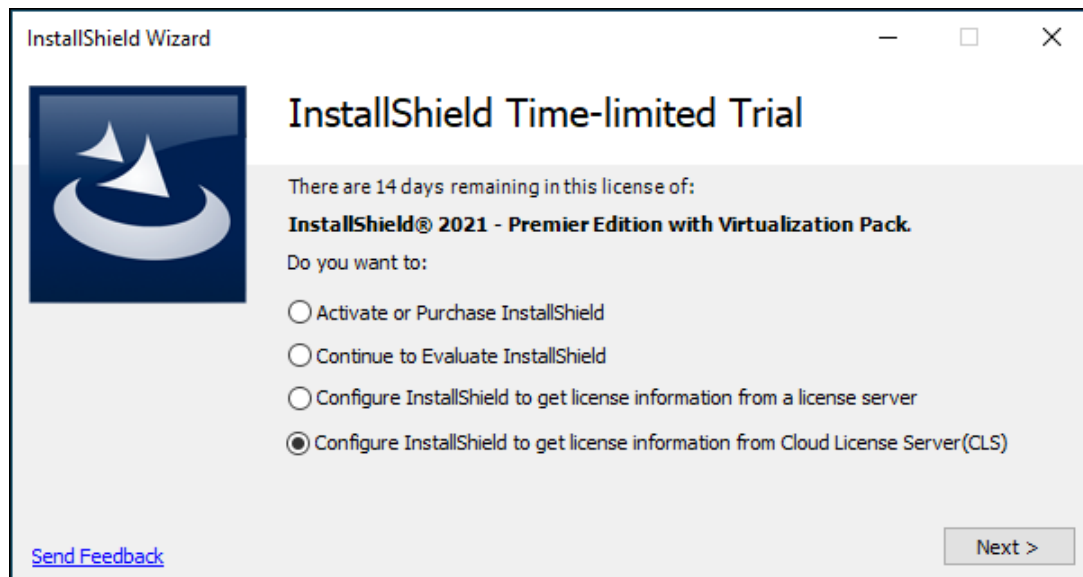 InstallShield Wizard
InstallShield Time-limited Trial
There are 14 days remaining in this license of:
InstallShield® 2021 - Premier Edition with Virtualization Pack.
Do you want to:
Activate or Purchase InstallShield
Continue to Evaluate InstallShield
Configure InstallShield to get license information from a license server
Configure InstallShield to get license information from Cloud License Server(CLS)
Send Feedback
Next >